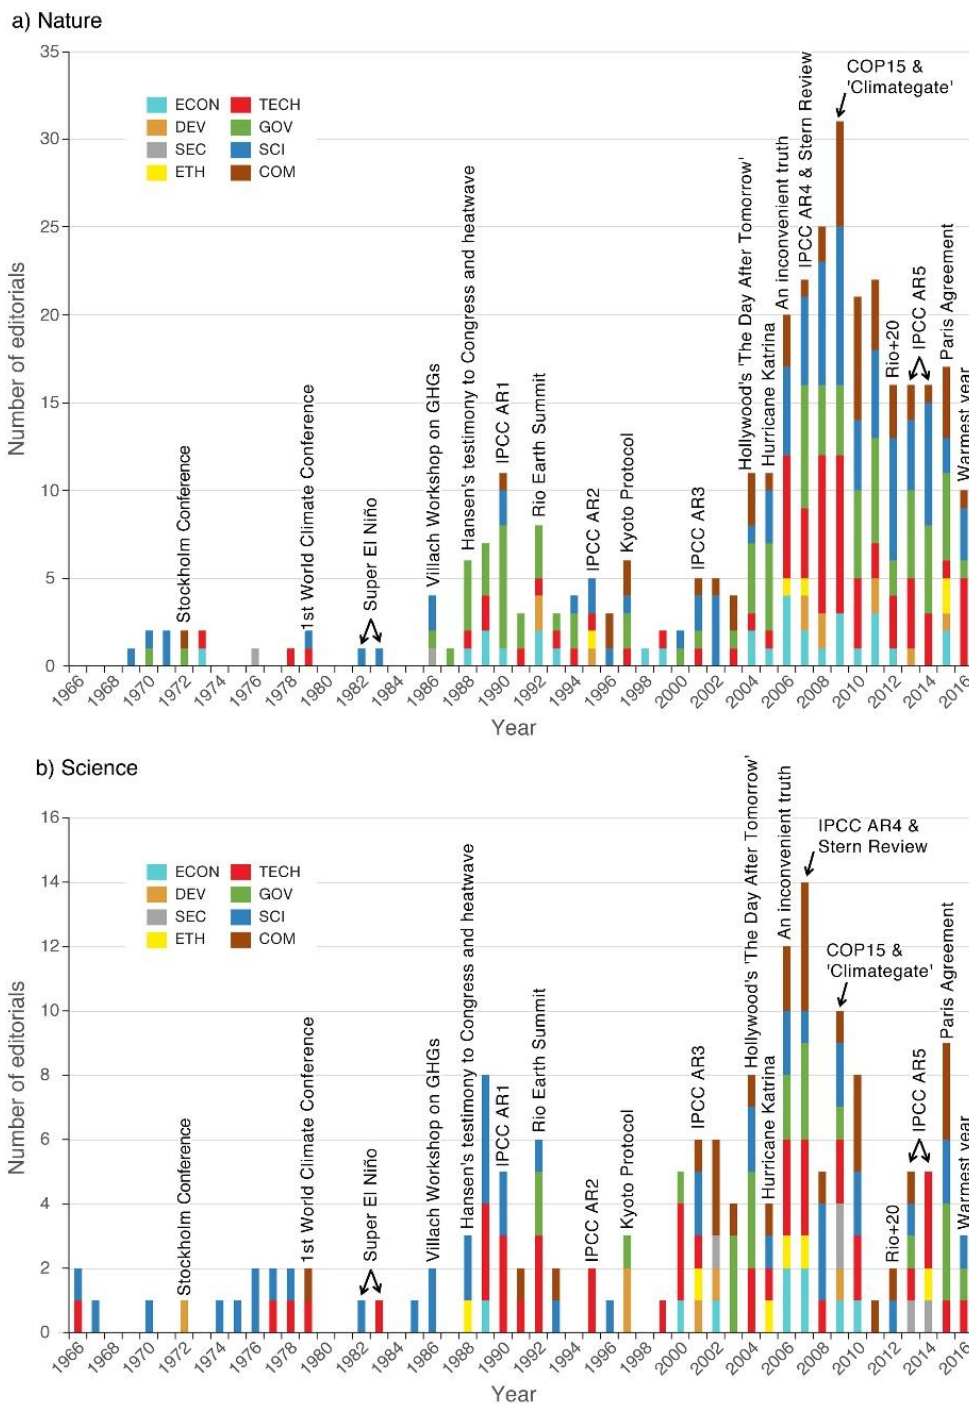 a) Nature
35
30
25
20
15
10
5
0
Number of editorials
ECON
TECH
DEV
GOV
SEC
SCI
ETH
COM
Stockholm Conference
1st World Climate Conference
Super El Niño
Villach Workshop on GHGs
Hansen's testimony to Congress and heatwave
IPCC AR1
Rio Earth Summit
IPCC AR2
Kyoto Protocol
IPCC AR3
Hollywood's 'The Day After Tomorrow'
Hurricane Katrina
An inconvenient truth
IPCC AR4 & Stern Review
COP15 &
'Climategate'
Rio+20
IPCC AR5
Paris Agreement
Warmest year
1966
1968
1970
1972
1974
1976
1978
1980
1982
1984
1986
1988
1990
1992
1994
1996
1998
2000
2002
2004
2006
2008
2010
2012
2014
2016
Year
b) Science
16
14
12
10
8
6
4
2
0
Number of editorials
ECON
TECH
DEV
GOV
SEC
SCI
ETH
COM
Stockholm Conference
1st World Climate Conference
Super El Niño
Villach Workshop on GHGs
Hansen's testimony to Congress and heatwave
IPCC AR1
Rio Earth Summit
IPCC AR2
Kyoto Protocol
IPCC AR3
Hollywood's 'The Day After Tomorrow'
Hurricane Katrina
An inconvenient truth
IPCC AR4 &
Stern Review
COP15 &
'Climategate'
Rio+20
IPCC AR5
Paris Agreement
Warmest year
1966
1968
1970
1972
1974
1976
1978
1980
1982
1984
1986
1988
1990
1992
1994
1996
1998
2000
2002
2004
2006
2008
2010
2012
2014
2016
Year